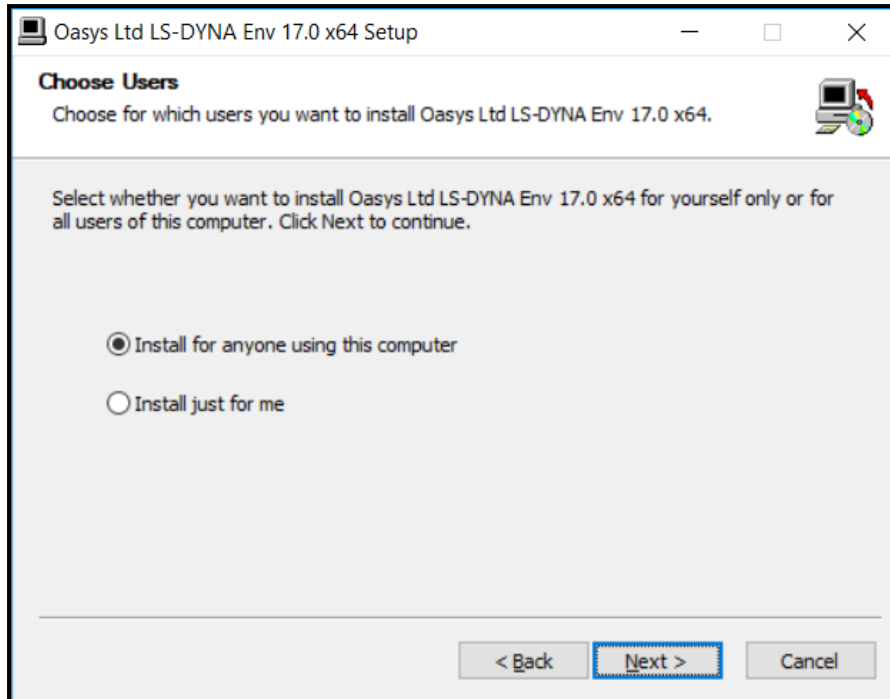 Oasys Ltd LS-DYNA Env 17.0 x64 Setup
Choose Users
Choose for which users you want to install Oasys Ltd LS-DYNA Env 17.0 x64.
Select whether you want to install Oasys Ltd LS-DYNA Env 17.0 x64 for yourself only or for
all users of this computer. Click Next to continue.
Install for anyone using this computer
Install just for me
< Back Next > Cancel